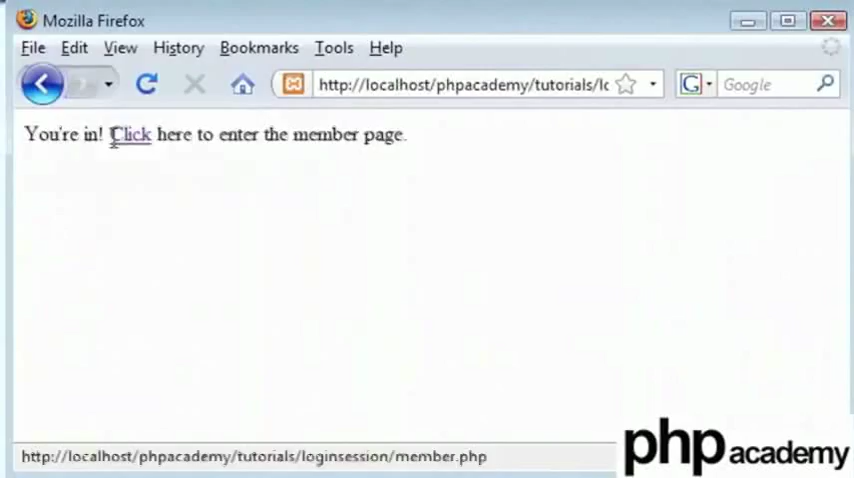 Mozilla Firefox
File Edit View History Bookmarks Tools Help
http://localhost/phpacademy/tutorials/lo Google
You're in! Click here to enter the member page.
http://localhost/phpacademy/tutorials/loginsession/member.php
php academy